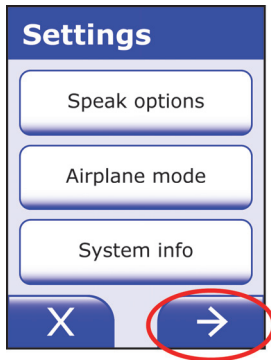 Settings
Speak options
Airplane mode
System info
X →